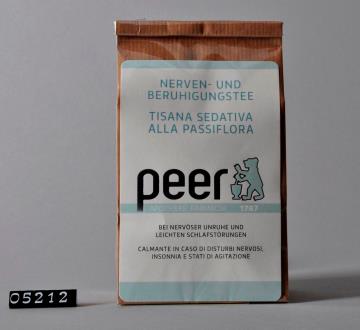 NERVEN- UND
BERUHIGUNGSTEE
TISANA SEDATIVA
ALLA PASSIFLORA
peer
1787
BEI NERVÖSER UNRUHE UND
LEICHTEN SCHLAFSTÖRUNGEN
CALMANTE IN CASO DI DISTURBI NERVOSI,
INSONNIA E STATI DI AGITAZIONE
05212